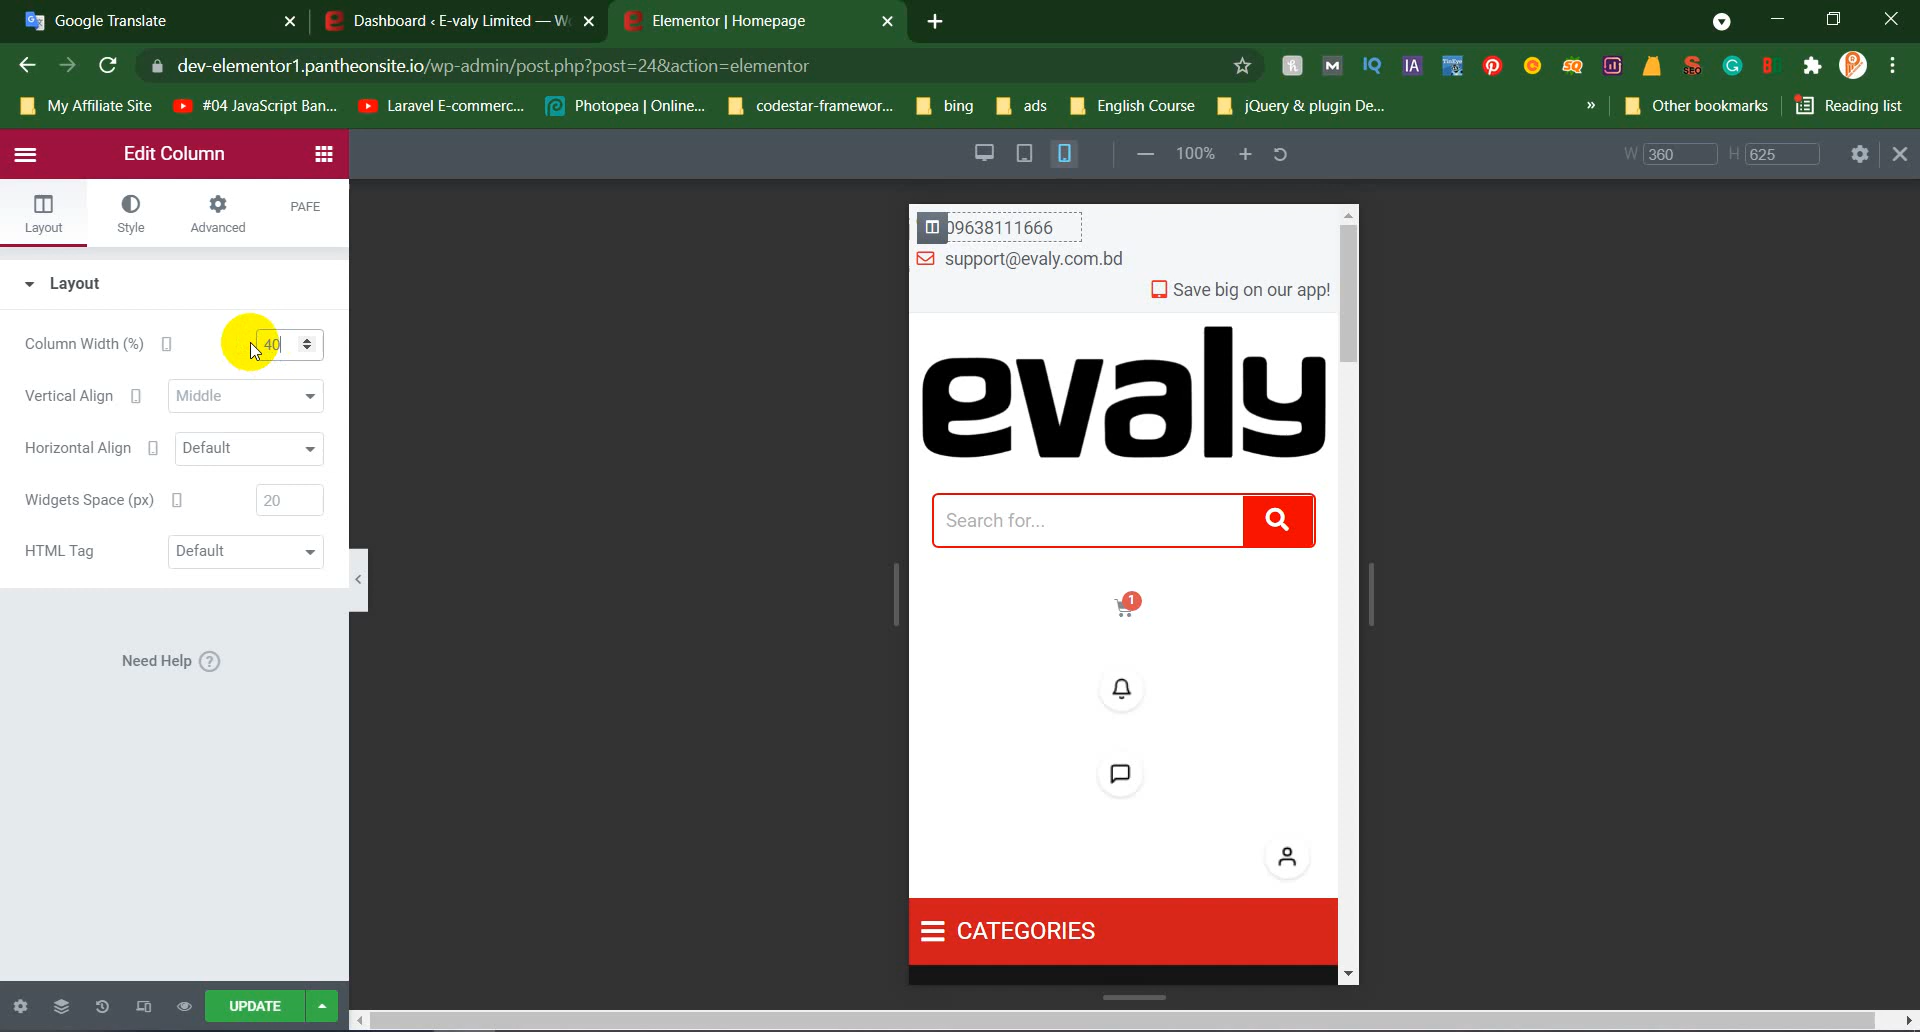 Google Translate
Dashboard ‹ E-valy Limited — W
Elementor | Homepage
dev-elementor1.pantheonsite.io/wp-admin/post.php?post=24&action=elementor
My Affiliate Site
#04 JavaScript Ban...
Laravel E-commerc...
Photopea | Online...
codestar-framewor...
bing
ads
English Course
jQuery & plugin De...
»
Other bookmarks
Reading list
Edit Column
100%
W 360
H 625
Layout
Style
Advanced
PAFE
Layout
Column Width (%)
40
Vertical Align
Middle
Horizontal Align
Default
Widgets Space (px)
20
HTML Tag
Default
Need Help ?
UPDATE
09638111666
support@evaly.com.bd
Save big on our app!
evaly
Search for...
1
CATEGORIES